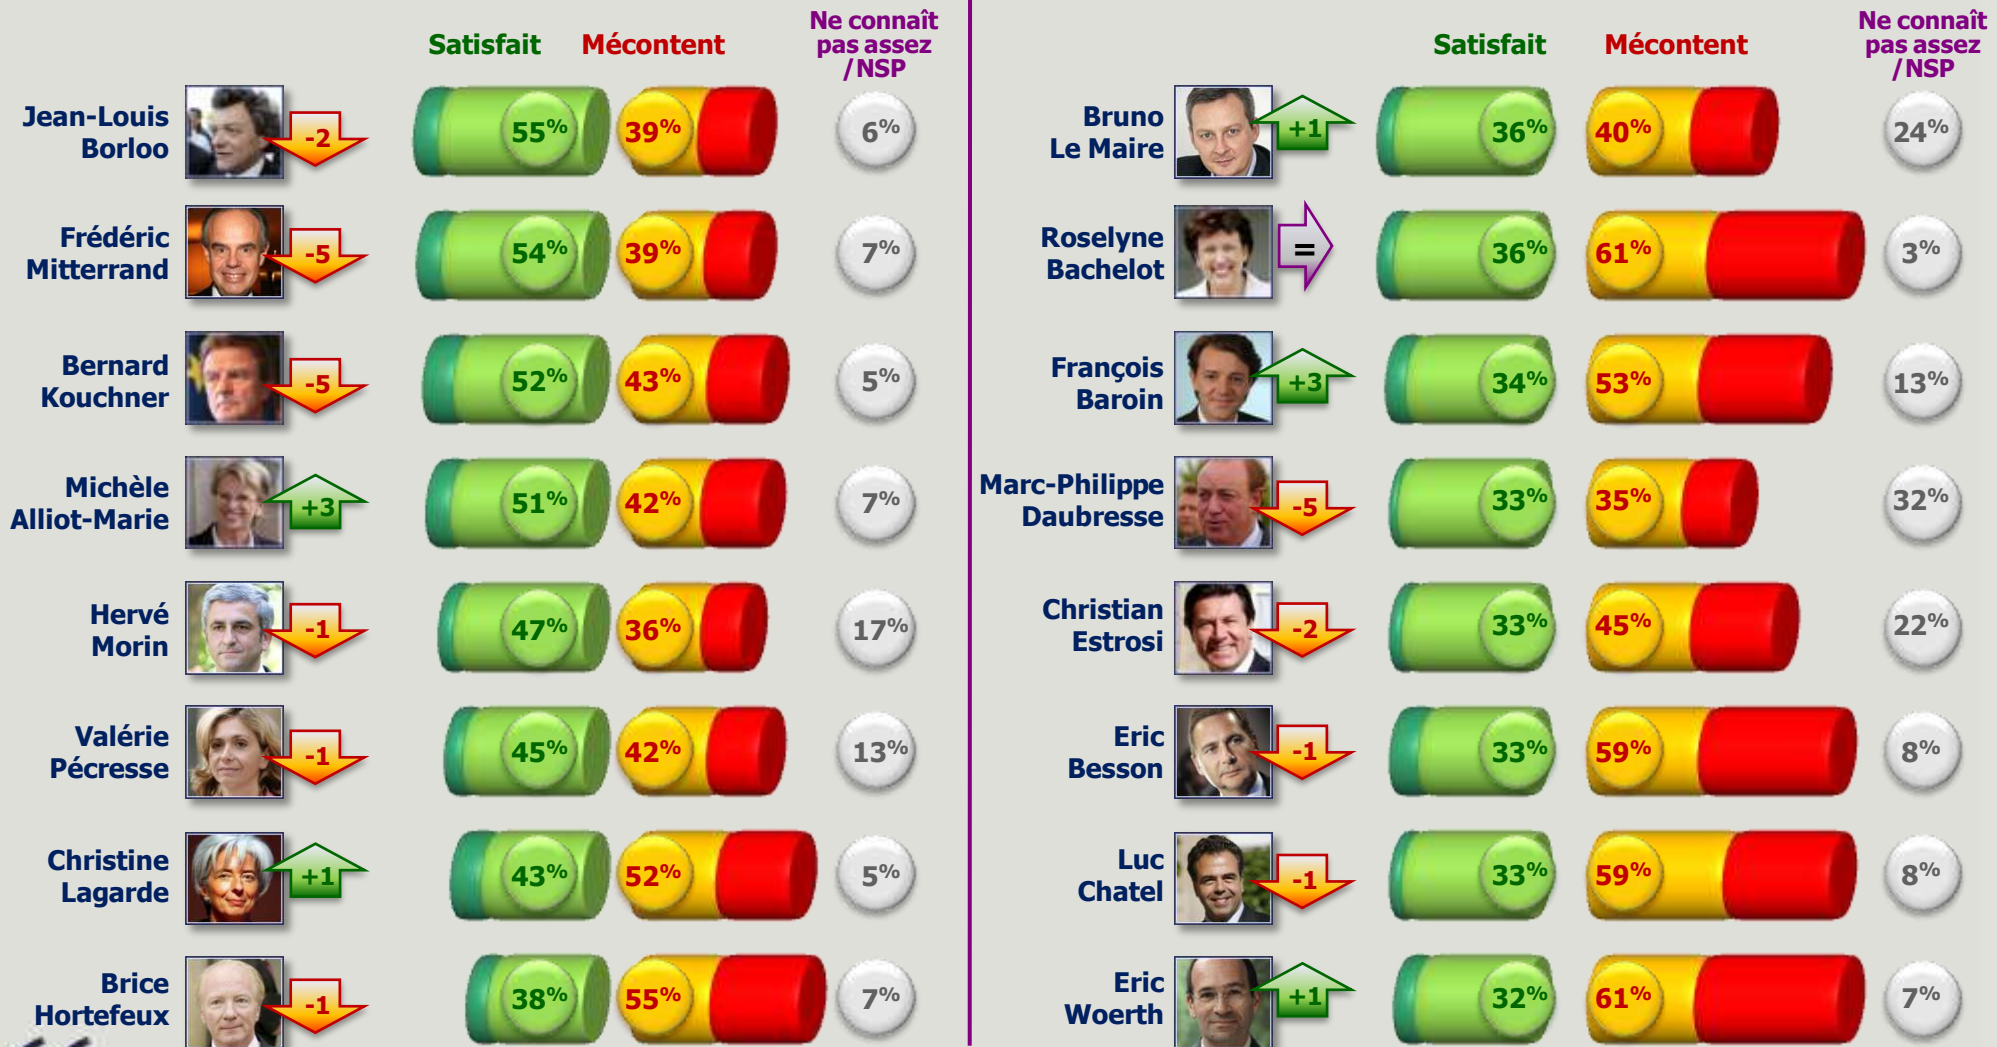 Satisfait Mécontent Ne connaît
pas assez
/ NSP
Jean-Louis
Borloo
-2 55% 39% 6%
Frédéric
Mitterrand
-5 54% 39% 7%
Bernard
Kouchner
-5 52% 43% 5%
Michèle
Alliot-Marie
+3 51% 42% 7%
Hervé
Morin
-1 47% 36% 17%
Valérie
Pécresse
-1 45% 42% 13%
Christine
Lagarde
+1 43% 52% 5%
Brice
Hortefeux
-1 38% 55% 7%
Satisfait Mécontent Ne connaît
pas assez
/ NSP
Bruno
Le Maire
+1 36% 40% 24%
Roselyne
Bachelot
= 36% 61% 3%
François
Baroin
+3 34% 53% 13%
Marc-Philippe
Daubresse
-5 33% 35% 32%
Christian
Estrosi
-2 33% 45% 22%
Eric
Besson
-1 33% 59% 8%
Luc
Chatel
-1 33% 59% 8%
Eric
Woerth
+1 32% 61% 7%